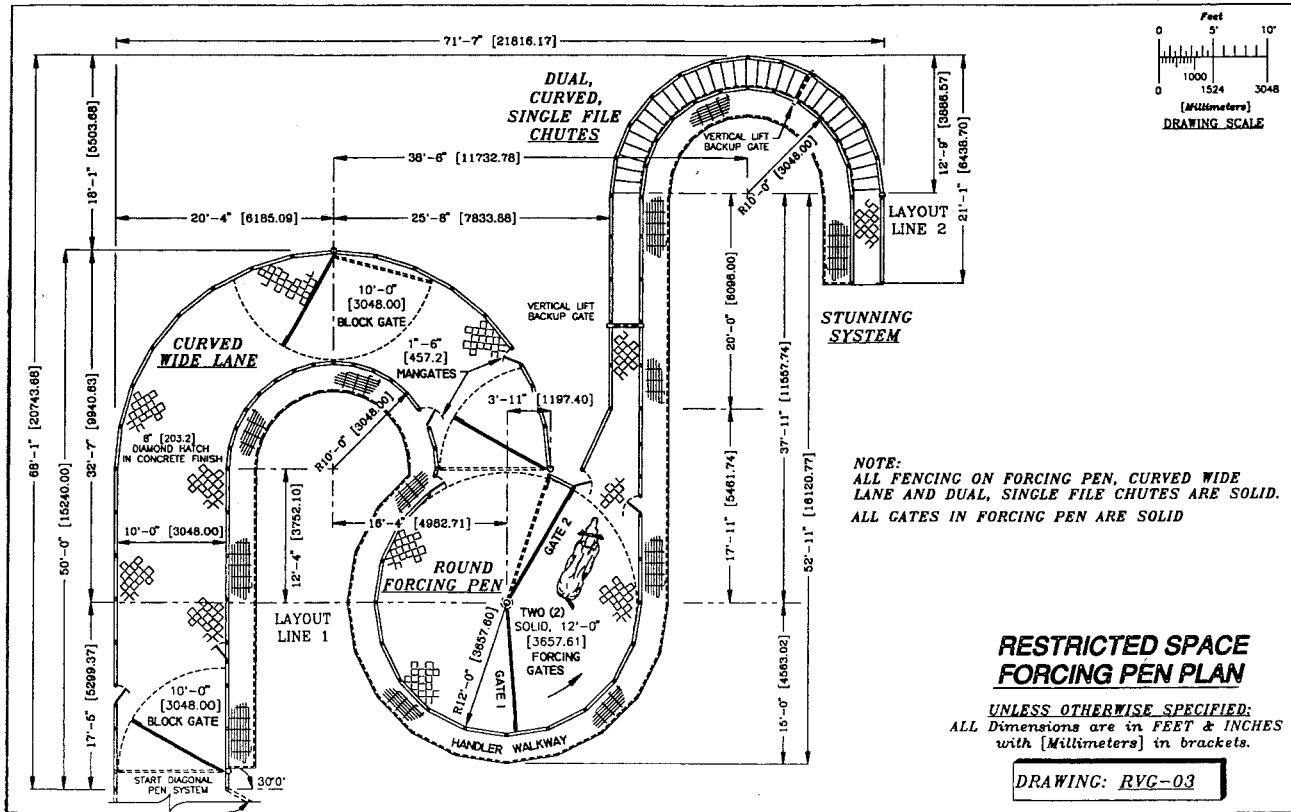 71'-7" [21816.17]
Feet
0 5' 10'
1000
0 1524 3048
[Millimeters]
DRAWING SCALE
DUAL,
CURVED,
SINGLE FILE
CHUTES
VERTICAL LIFT
BACKUP GATE
R10'-0" [3048.00]
12'-9" [3886.57]
21'-1" [6438.70]
68'-1" [20743.68]
18'-1" [5503.68]
38'-6" [11732.78]
20'-4" [6185.09]
25'-8" [7833.88]
LAYOUT
LINE 2
50'-0" [15240.00]
32'-7" [9940.63]
10'-0"
[3048.00]
BLOCK GATE
VERTICAL LIFT
BACKUP GATE
STUNNING
SYSTEM
CURVED
WIDE LANE
1"-6"
[457.2]
MANGATES
3'-11" [1197.40]
20'-0" [6096.00]
37'-11" [11557.74]
52'-11" [16120.77]
8" [203.2]
DIAMOND HATCH
IN CONCRETE FINISH
R10'-0" [3048.00]
17'-11" [5461.74]
NOTE:
ALL FENCING ON FORCING PEN, CURVED WIDE
LANE AND DUAL, SINGLE FILE CHUTES ARE SOLID.
ALL GATES IN FORCING PEN ARE SOLID
10'-0" [3048.00]
12'-4" [3752.10]
16'-4" [4982.71]
GATE 2
ROUND
FORCING PEN
LAYOUT
LINE 1
TWO (2)
SOLID, 12'-0"
[3657.61]
FORCING
GATES
R12'-0" [3657.60]
GATE 1
17'-5" [5299.37]
15'-0" [4563.02]
10'-0"
[3048.00]
BLOCK GATE
HANDLER WALKWAY
START DIAGONAL
PEN SYSTEM
30'0'
RESTRICTED SPACE
FORCING PEN PLAN
UNLESS OTHERWISE SPECIFIED:
ALL Dimensions are in FEET & INCHES
with [Millimeters] in brackets.
DRAWING: RVG-03